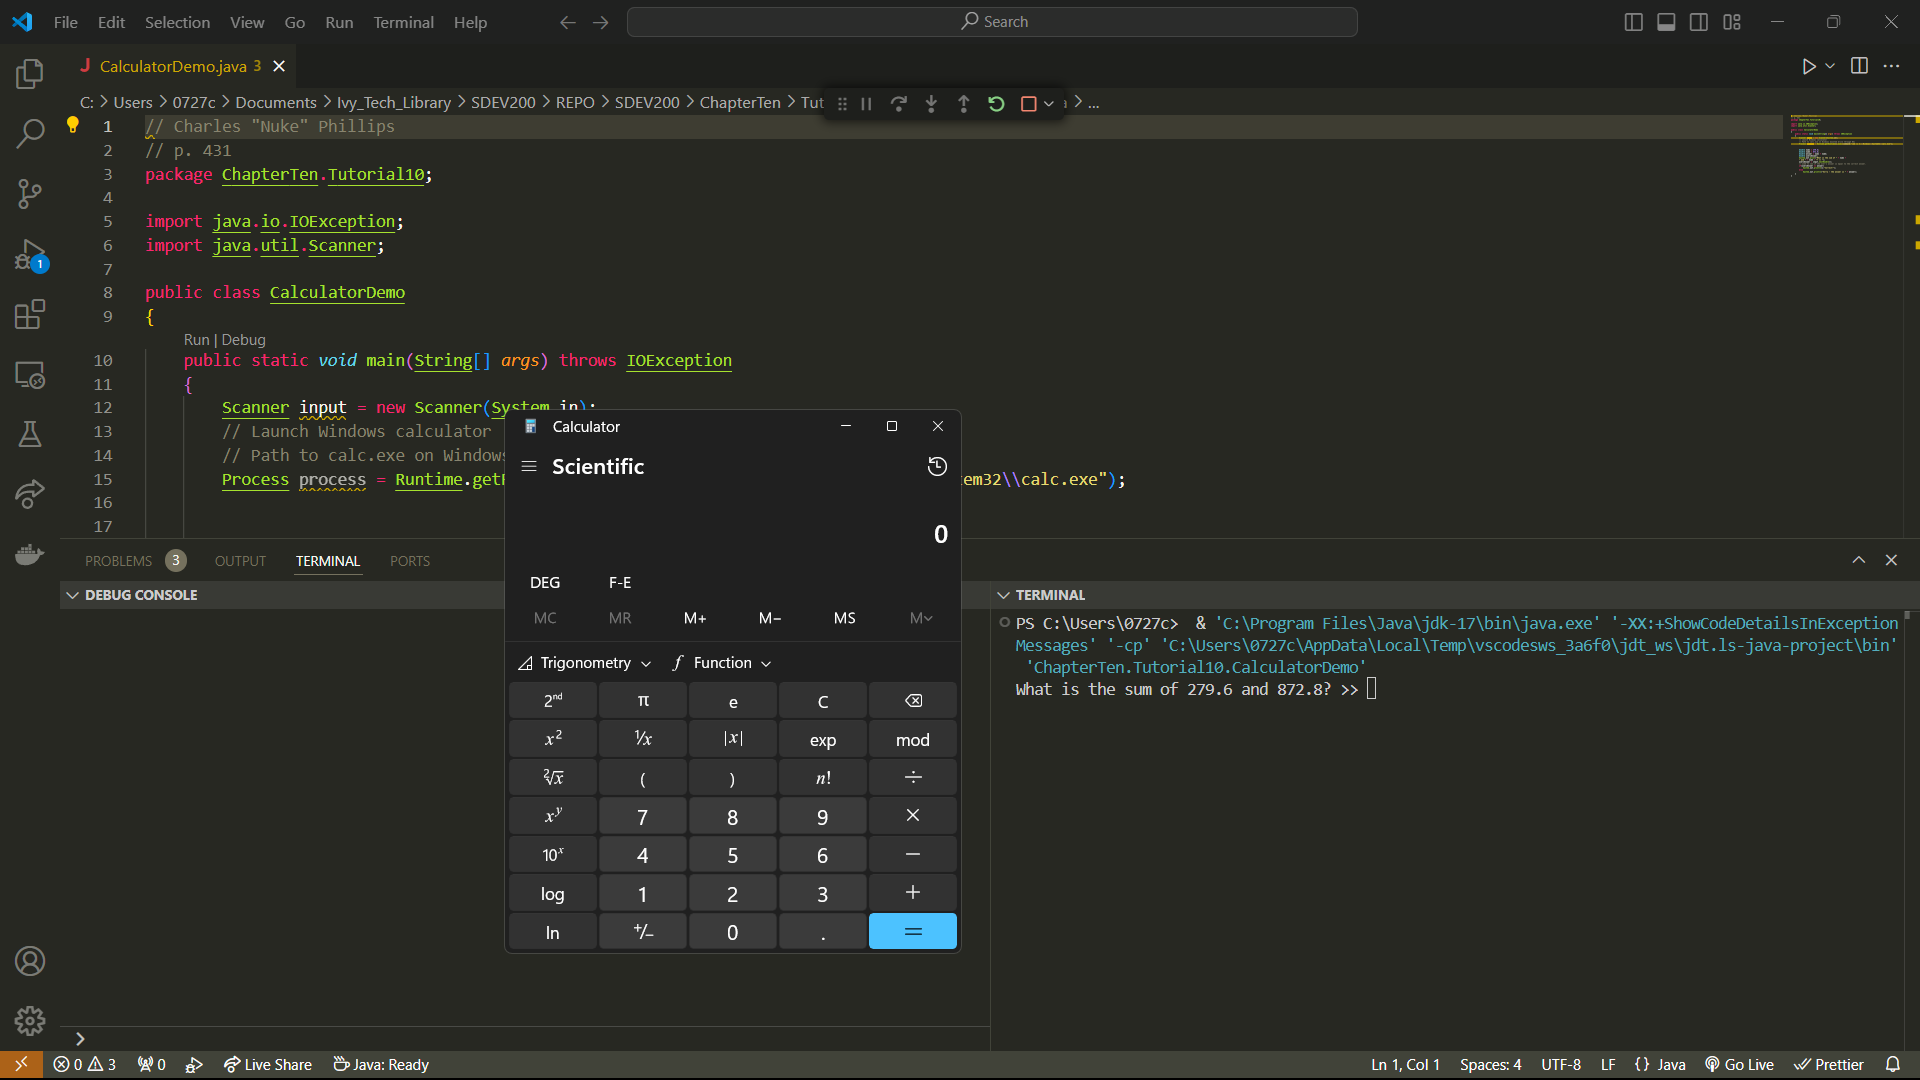 File Edit Selection View Go Run Terminal Help
Search
J CalculatorDemo.java 3
C: > Users > 0727c > Documents > Ivy_Tech_Library > SDEV200 > REPO > SDEV200 > ChapterTen > Tut > ...
1 // Charles "Nuke" Phillips
2 // p. 431
3 package ChapterTen.Tutorial10;
4
5 import java.io.IOException;
6 import java.util.Scanner;
7
8 public class CalculatorDemo
9 {
Run | Debug
10 public static void main(String[] args) throws IOException
11 {
12 Scanner input = new Scanner(System.in);
13 // Launch Windows calculator
14 // Path to calc.exe on Windows
15 Process process = Runtime.getR em32\\calc.exe");
16
17
1
Calculator
Scientific
0
DEG F-E
MC MR M+ M− MS M
Trigonometry f Function
2nd π e C
x² ¹/x |x| exp mod
²√x ( ) n! ÷
xʸ 7 8 9 ×
10ˣ 4 5 6 −
log 1 2 3 +
ln +/− 0 . =
PROBLEMS 3 OUTPUT TERMINAL PORTS
DEBUG CONSOLE
TERMINAL
PS C:\Users\0727c> & 'C:\Program Files\Java\jdk-17\bin\java.exe' '-XX:+ShowCodeDetailsInException
Messages' '-cp' 'C:\Users\0727c\AppData\Local\Temp\vscodesws_3a6f0\jdt_ws\jdt.ls-java-project\bin'
'ChapterTen.Tutorial10.CalculatorDemo'
What is the sum of 279.6 and 872.8? >>
0 3 0 Live Share Java: Ready
Ln 1, Col 1 Spaces: 4 UTF-8 LF {} Java Go Live Prettier